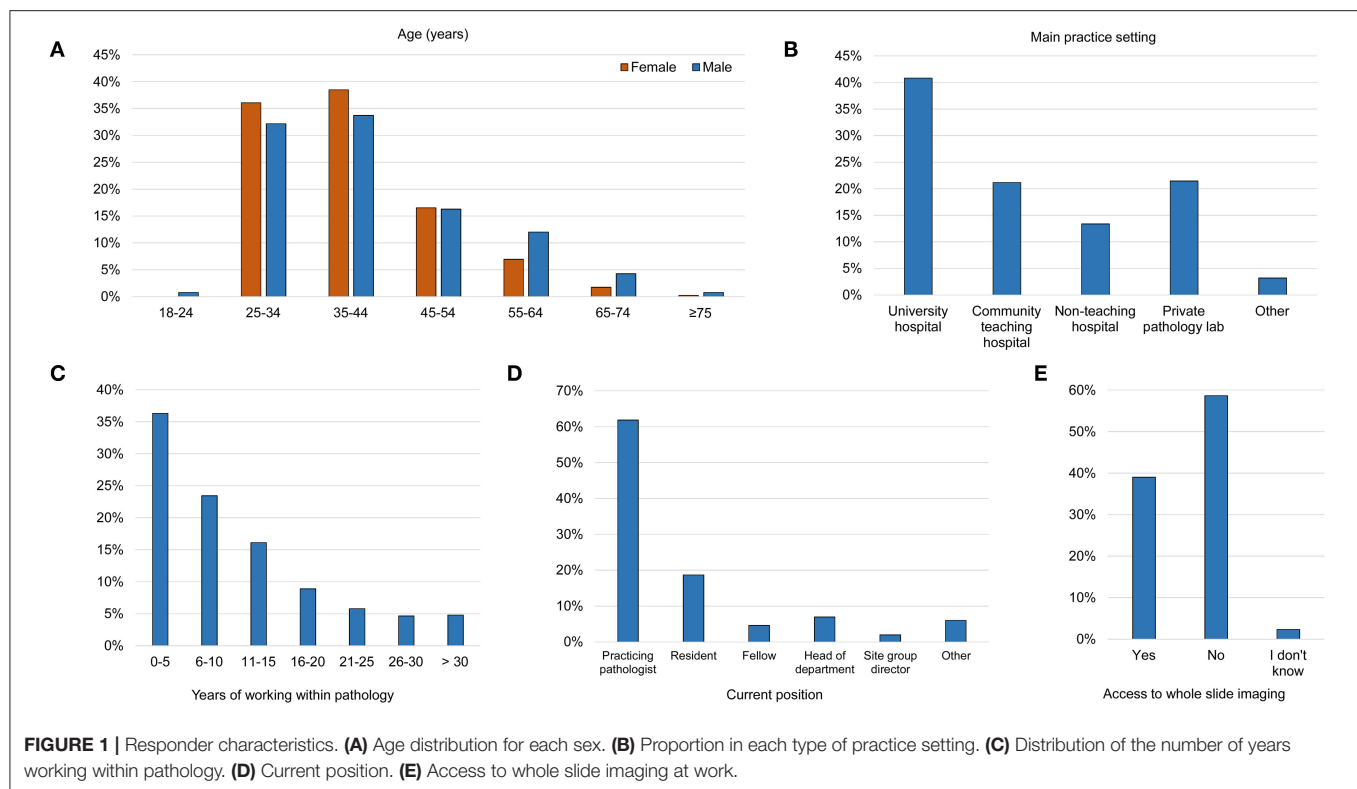 A
Age (years)
Female Male
45%
40%
35%
30%
25%
20%
15%
10%
5%
0%
18-24 25-34 35-44 45-54 55-64 65-74 ≥75
B
Main practice setting
45%
40%
35%
30%
25%
20%
15%
10%
5%
0%
University hospital
Community teaching hospital
Non-teaching hospital
Private pathology lab
Other
C
40%
35%
30%
25%
20%
15%
10%
5%
0%
0-5 6-10 11-15 16-20 21-25 26-30 > 30
Years of working within pathology
D
70%
60%
50%
40%
30%
20%
10%
0%
Practicing pathologist
Resident
Fellow
Head of department
Site group director
Other
Current position
E
60%
50%
40%
30%
20%
10%
0%
Yes
No
I don't know
Access to whole slide imaging
FIGURE 1 | Responder characteristics. (A) Age distribution for each sex. (B) Proportion in each type of practice setting. (C) Distribution of the number of years
working within pathology. (D) Current position. (E) Access to whole slide imaging at work.